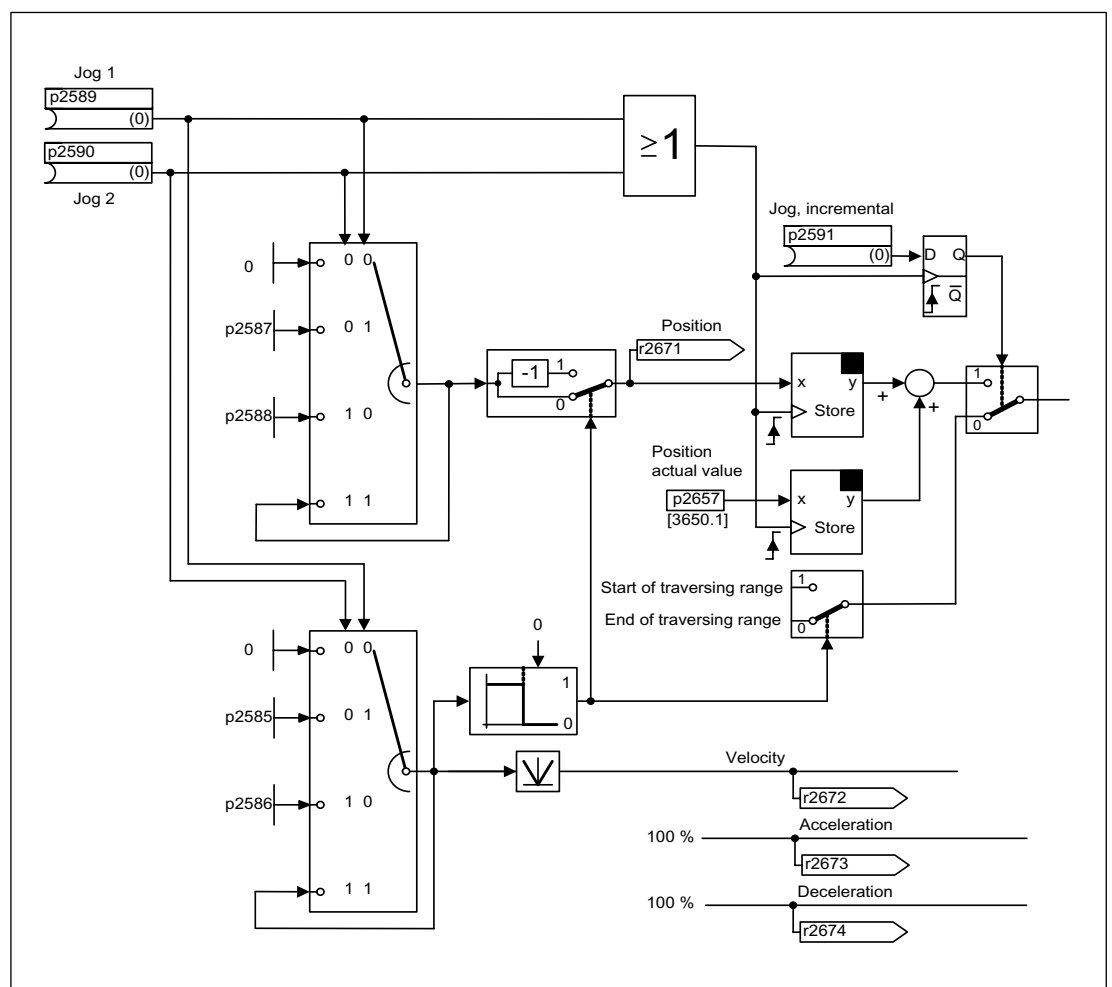 Jog 1
p2589
(0)
p2590
(0)
Jog 2
≥1
Jog, incremental
p2591
(0)
D Q
Q̅
0
0 0
p2587
0 1
p2588
1 0
1 1
-1
1
0
Position
r2671
x y
Store
+
+
1
0
Position
actual value
p2657
[3650.1]
x y
Store
Start of traversing range
1
End of traversing range
0
0
0 0
p2585
0 1
p2586
1 0
1 1
0
1
0
Velocity
r2672
100 %
Acceleration
r2673
100 %
Deceleration
r2674